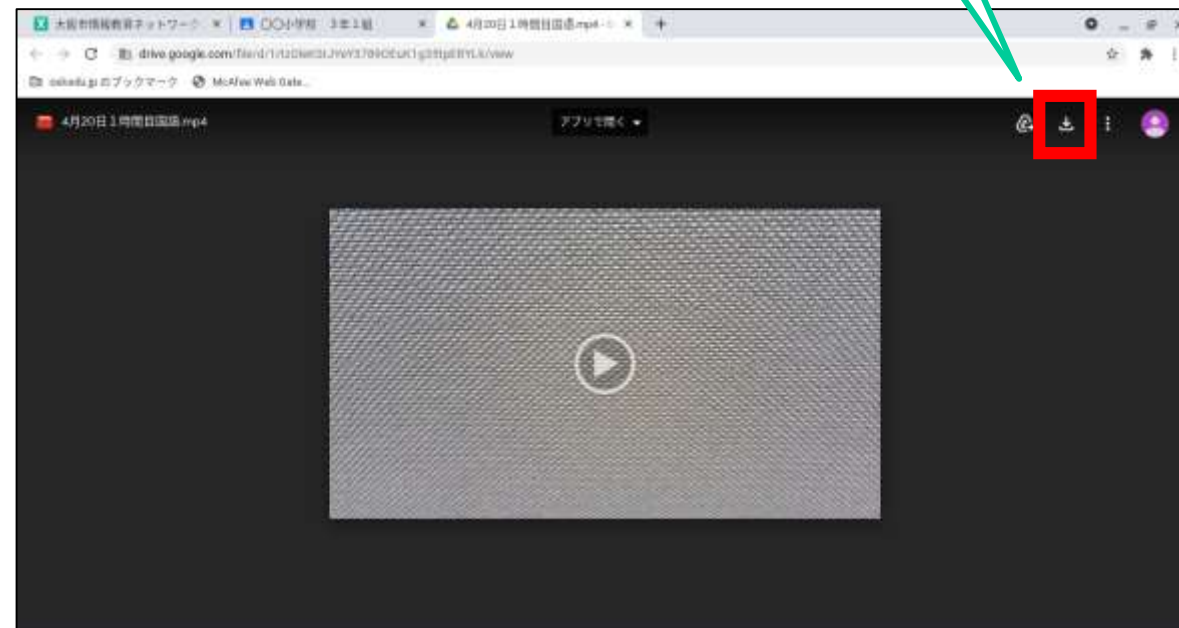 大阪市情報教育ネットワーク
〇〇小学校 3年1組
4月20日1時間目国語.mp4
drive.google.com/file/d/
/view
のブックマーク
McAfee Web Gate...
4月20日1時間目国語.mp4
アプリで開く